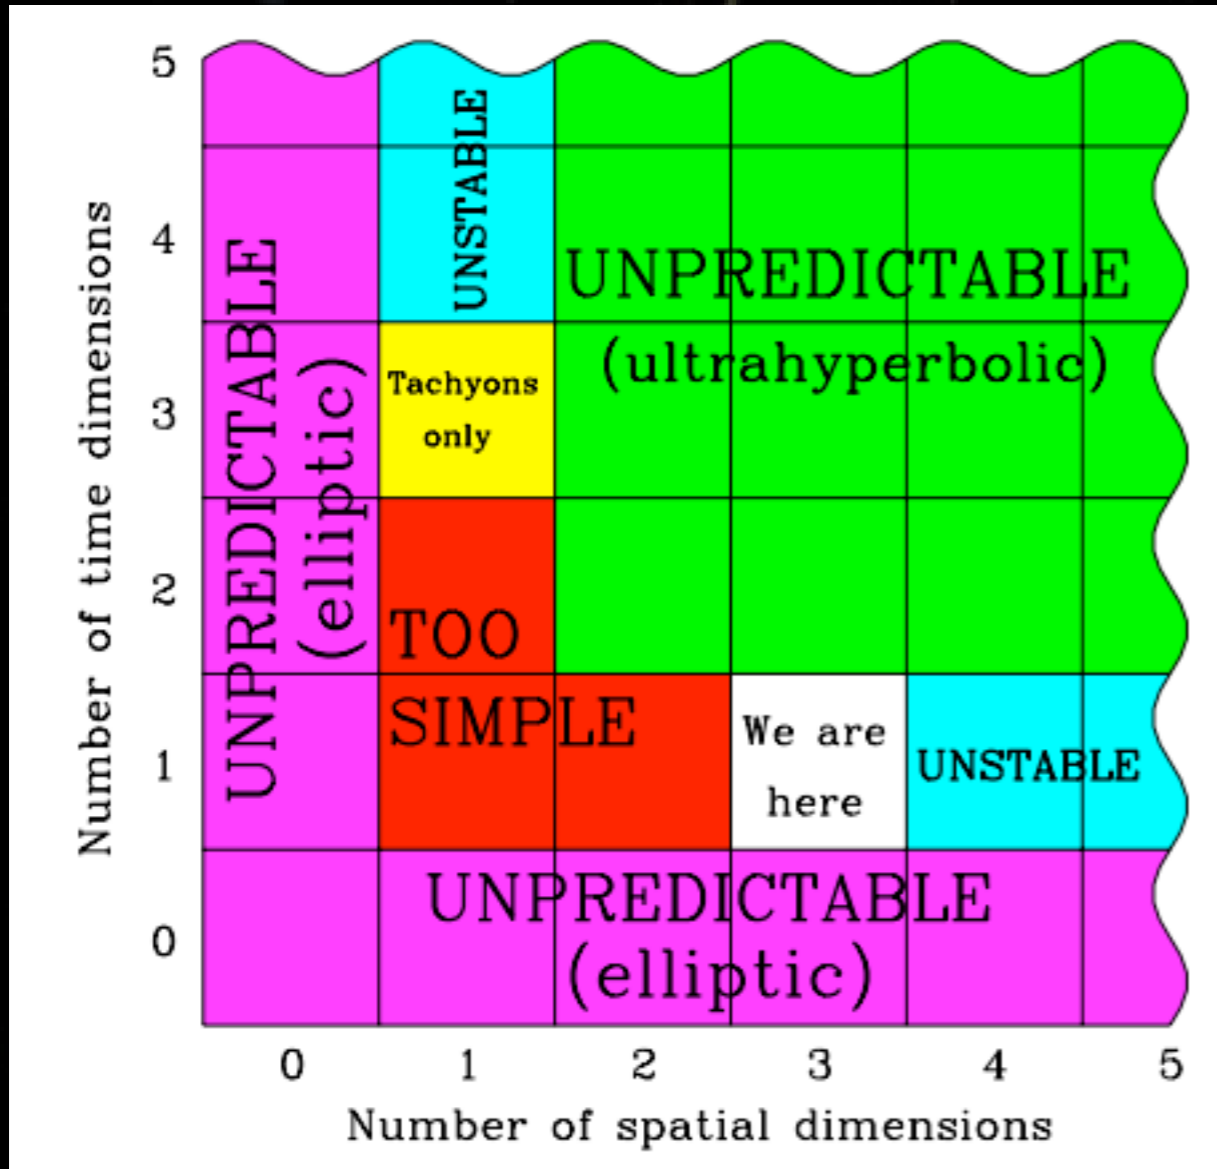 5
4
3
2
1
0
Number of time dimensions
UNPREDICTABLE
(elliptic)
UNSTABLE
UNPREDICTABLE
(ultrahyperbolic)
Tachyons
only
TOO
SIMPLE
We are
here
UNSTABLE
UNPREDICTABLE
(elliptic)
0 1 2 3 4 5
Number of spatial dimensions